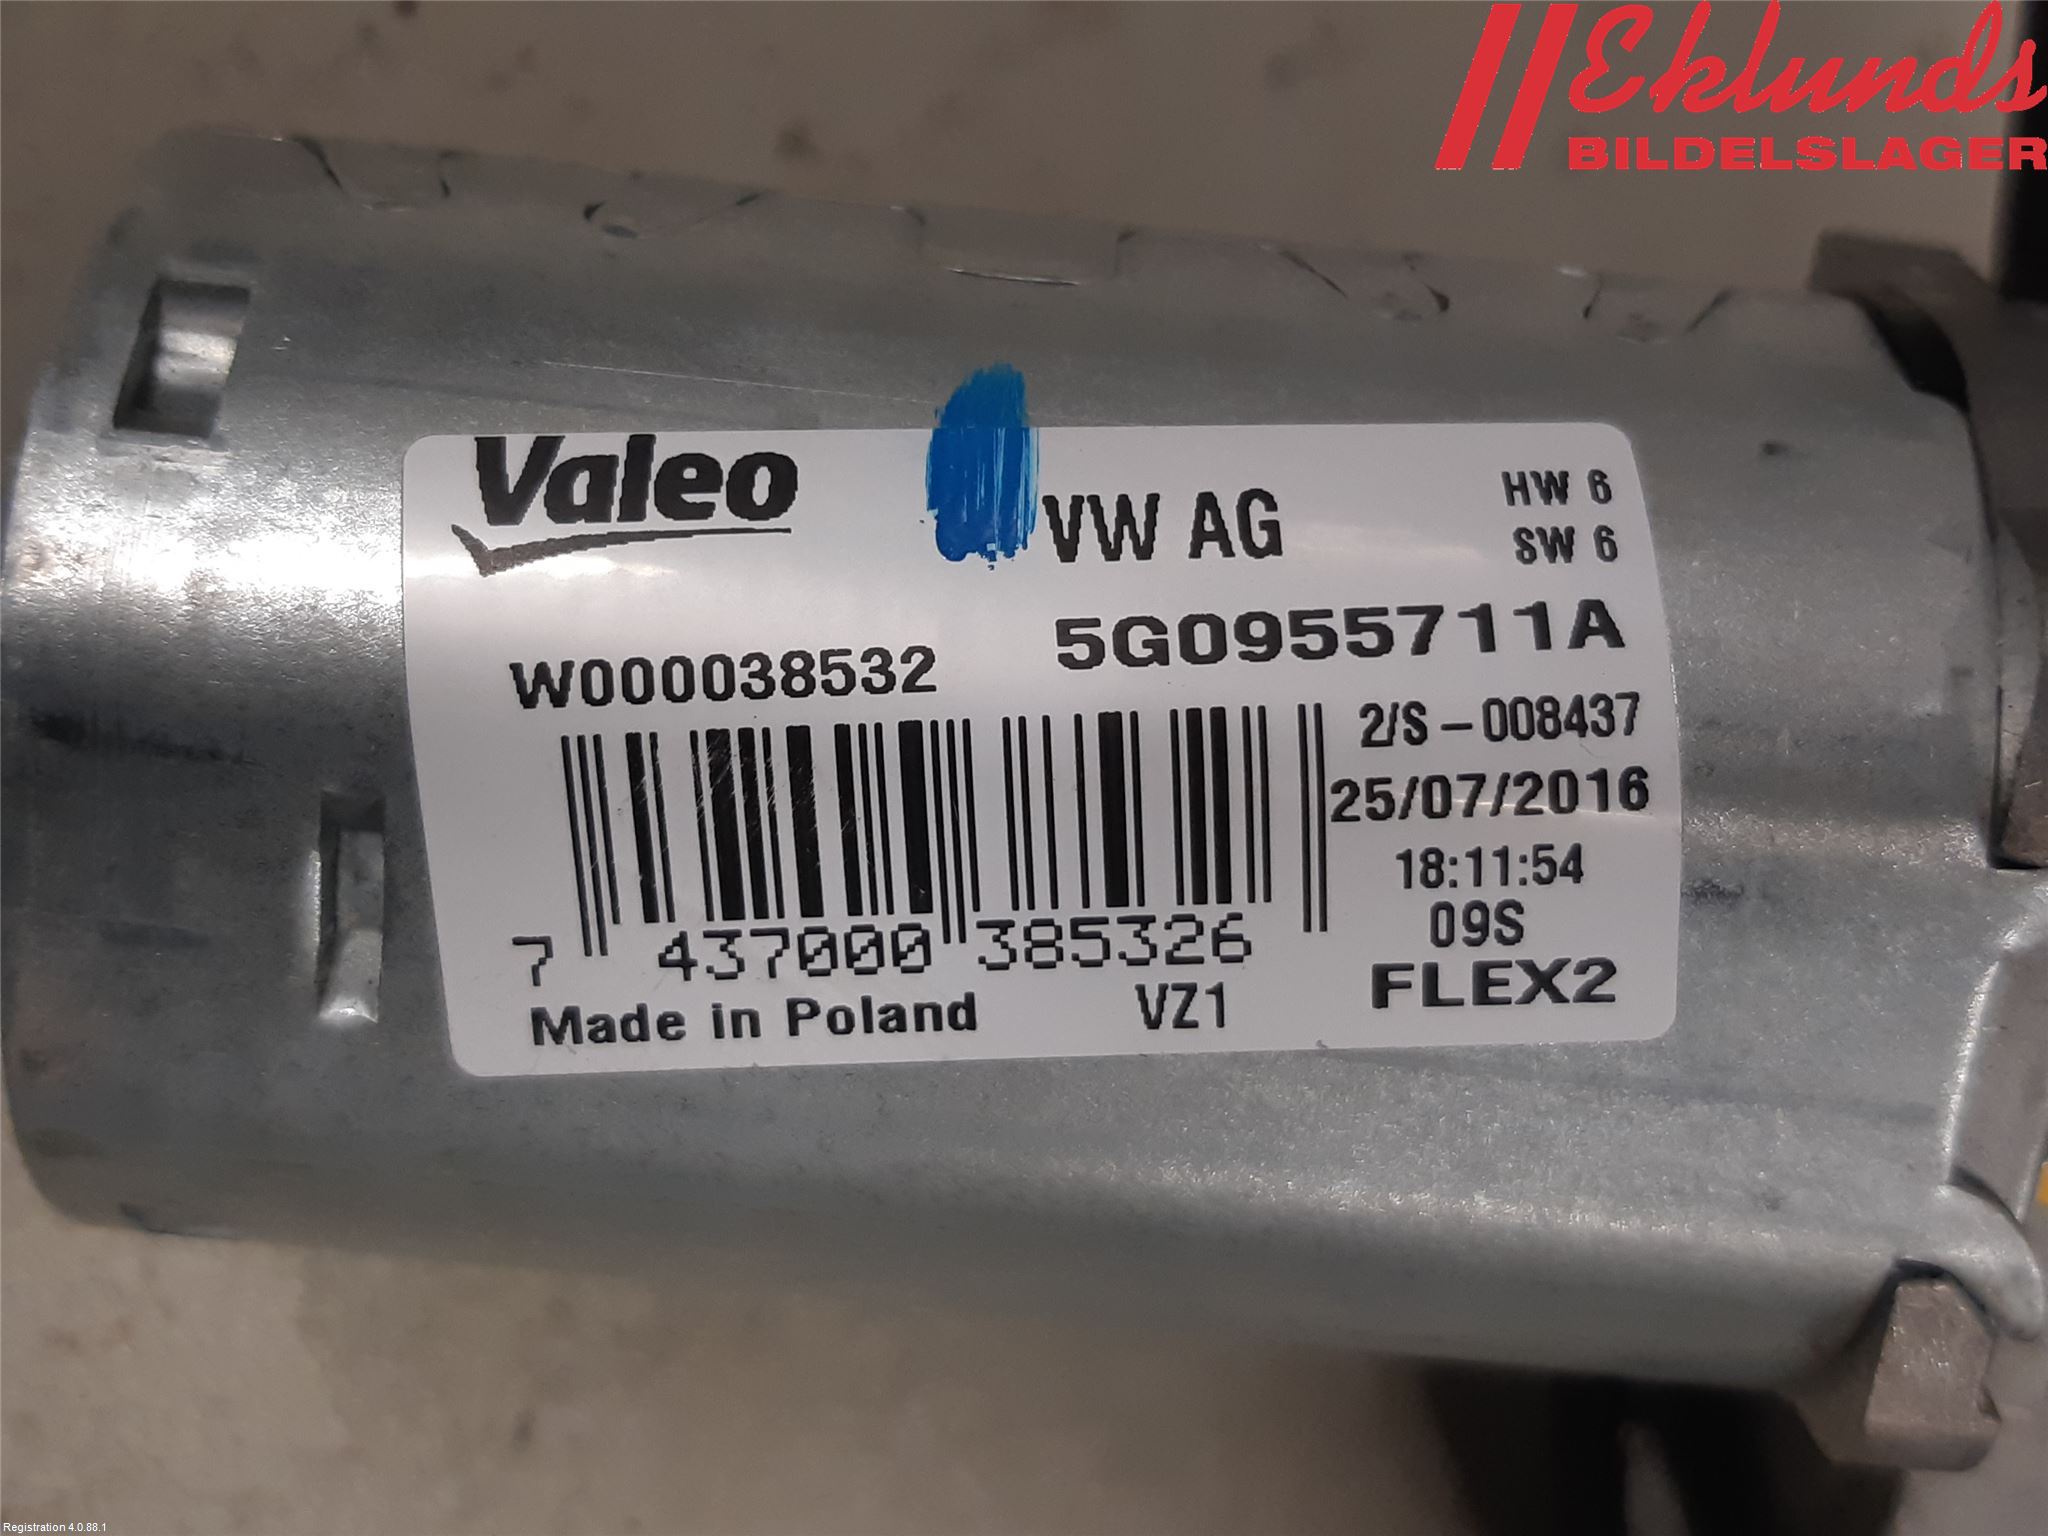 Eklunds
BILDELSLAGER
Valeo
VW AG
HW 6
SW 6
5G0955711A
W000038532
2/S-008437
25/07/2016
18:11:54
09S
7 437000 385326
FLEX2
Made in Poland
VZ1
Registration 4.0.88.1